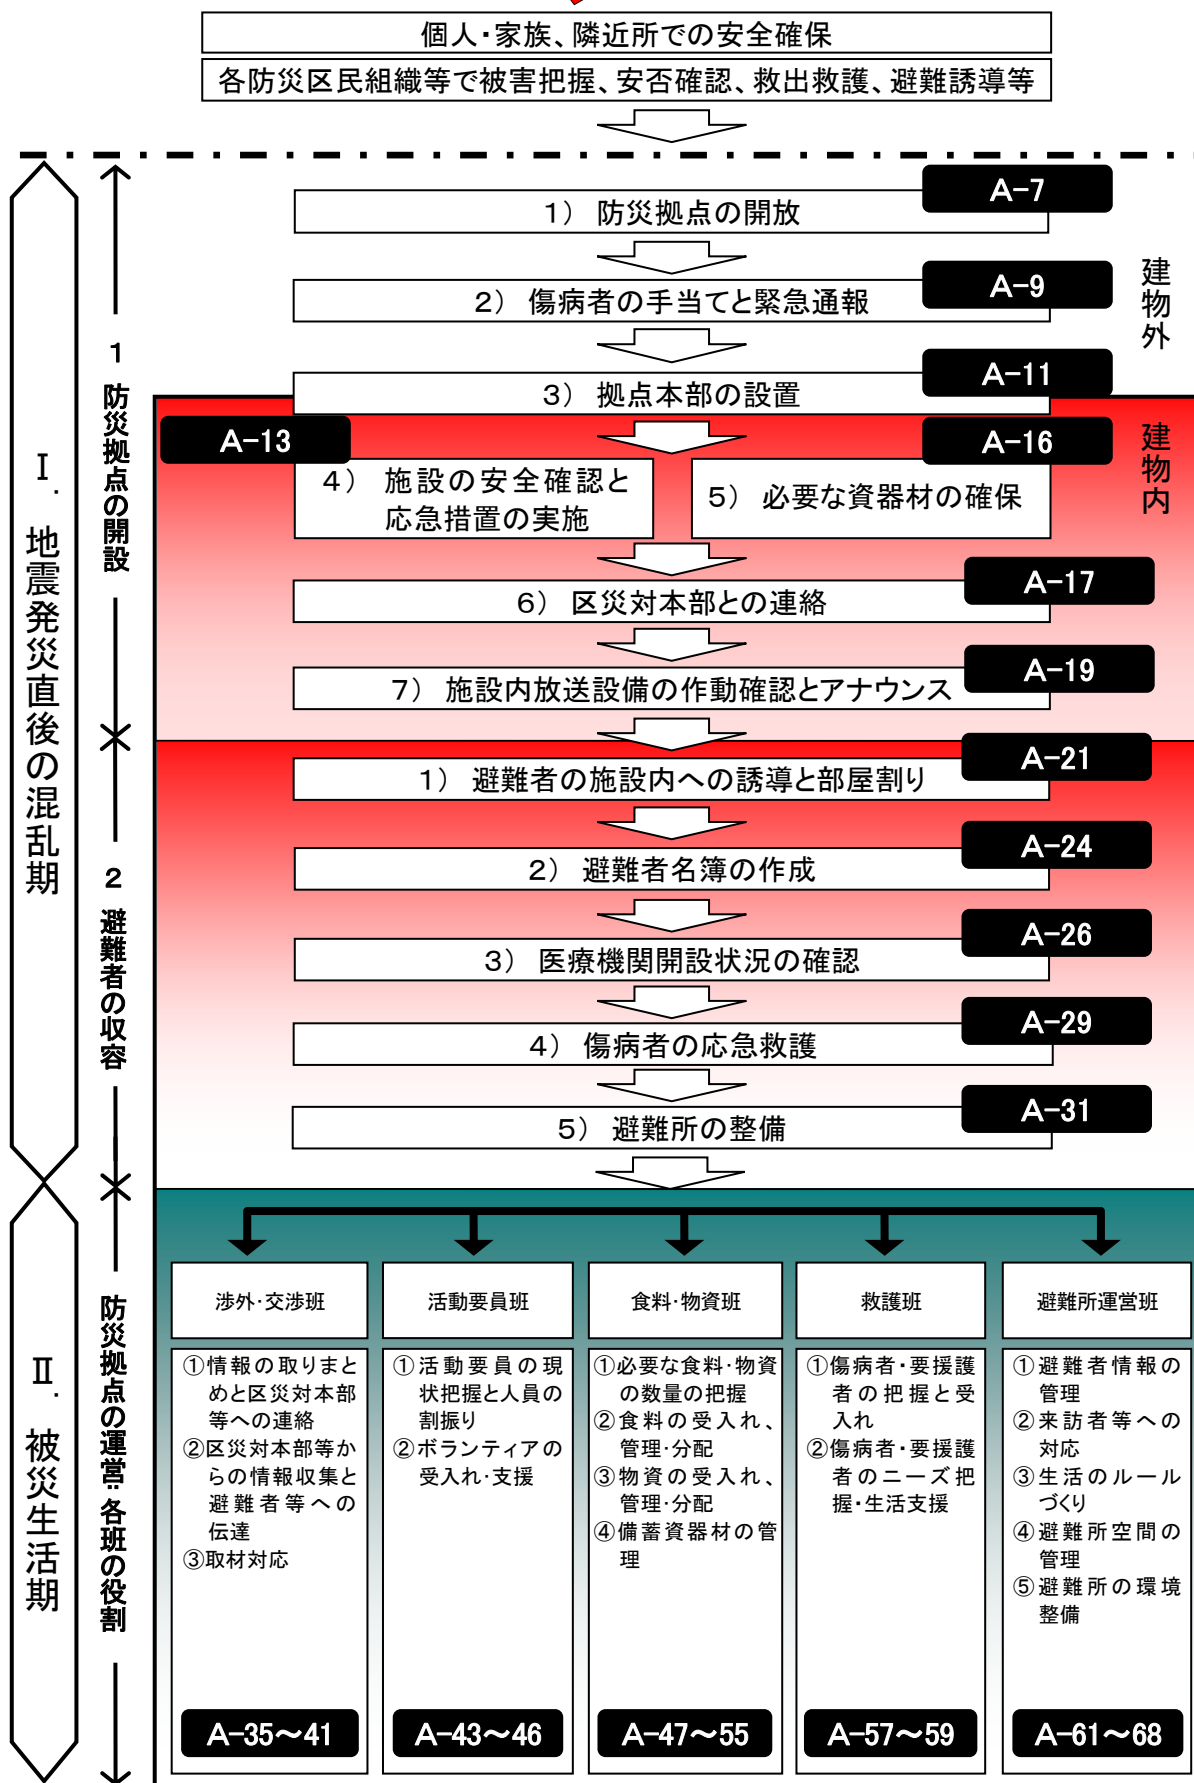 個人・家族、隣近所での安全確保
各防災区民組織等で被害把握、安否確認、救出救護、避難誘導等
Ⅰ．地震発災直後の混乱期
1 防災拠点の開設
建物外
A-7
1） 防災拠点の開放
A-9
2） 傷病者の手当てと緊急通報
A-11
3） 拠点本部の設置
建物内
A-13
4） 施設の安全確認と
応急措置の実施
A-16
5） 必要な資器材の確保
A-17
6） 区災対本部との連絡
A-19
7） 施設内放送設備の作動確認とアナウンス
2 避難者の収容
A-21
1） 避難者の施設内への誘導と部屋割り
A-24
2） 避難者名簿の作成
A-26
3） 医療機関開設状況の確認
A-29
4） 傷病者の応急救護
A-31
5） 避難所の整備
Ⅱ．被災生活期
防災拠点の運営：各班の役割
渉外・交渉班
①情報の取りまと
めと区災対本部
等への連絡
②区災対本部等か
らの情報収集と
避難者等への
伝達
③取材対応
A-35～41
活動要員班
①活動要員の現
状把握と人員の
割振り
②ボランティアの
受入れ・支援
A-43～46
食料・物資班
①必要な食料・物資
の数量の把握
②食料の受入れ、
管理・分配
③物資の受入れ、
管理・分配
④備蓄資器材の管
理
A-47～55
救護班
①傷病者・要援護
者の把握と受
入れ
②傷病者・要援護
者のニーズ把
握・生活支援
A-57～59
避難所運営班
①避難者情報の
管理
②来訪者等への
対応
③生活のルール
づくり
④避難所空間の
管理
⑤避難所の環境
整備
A-61～68